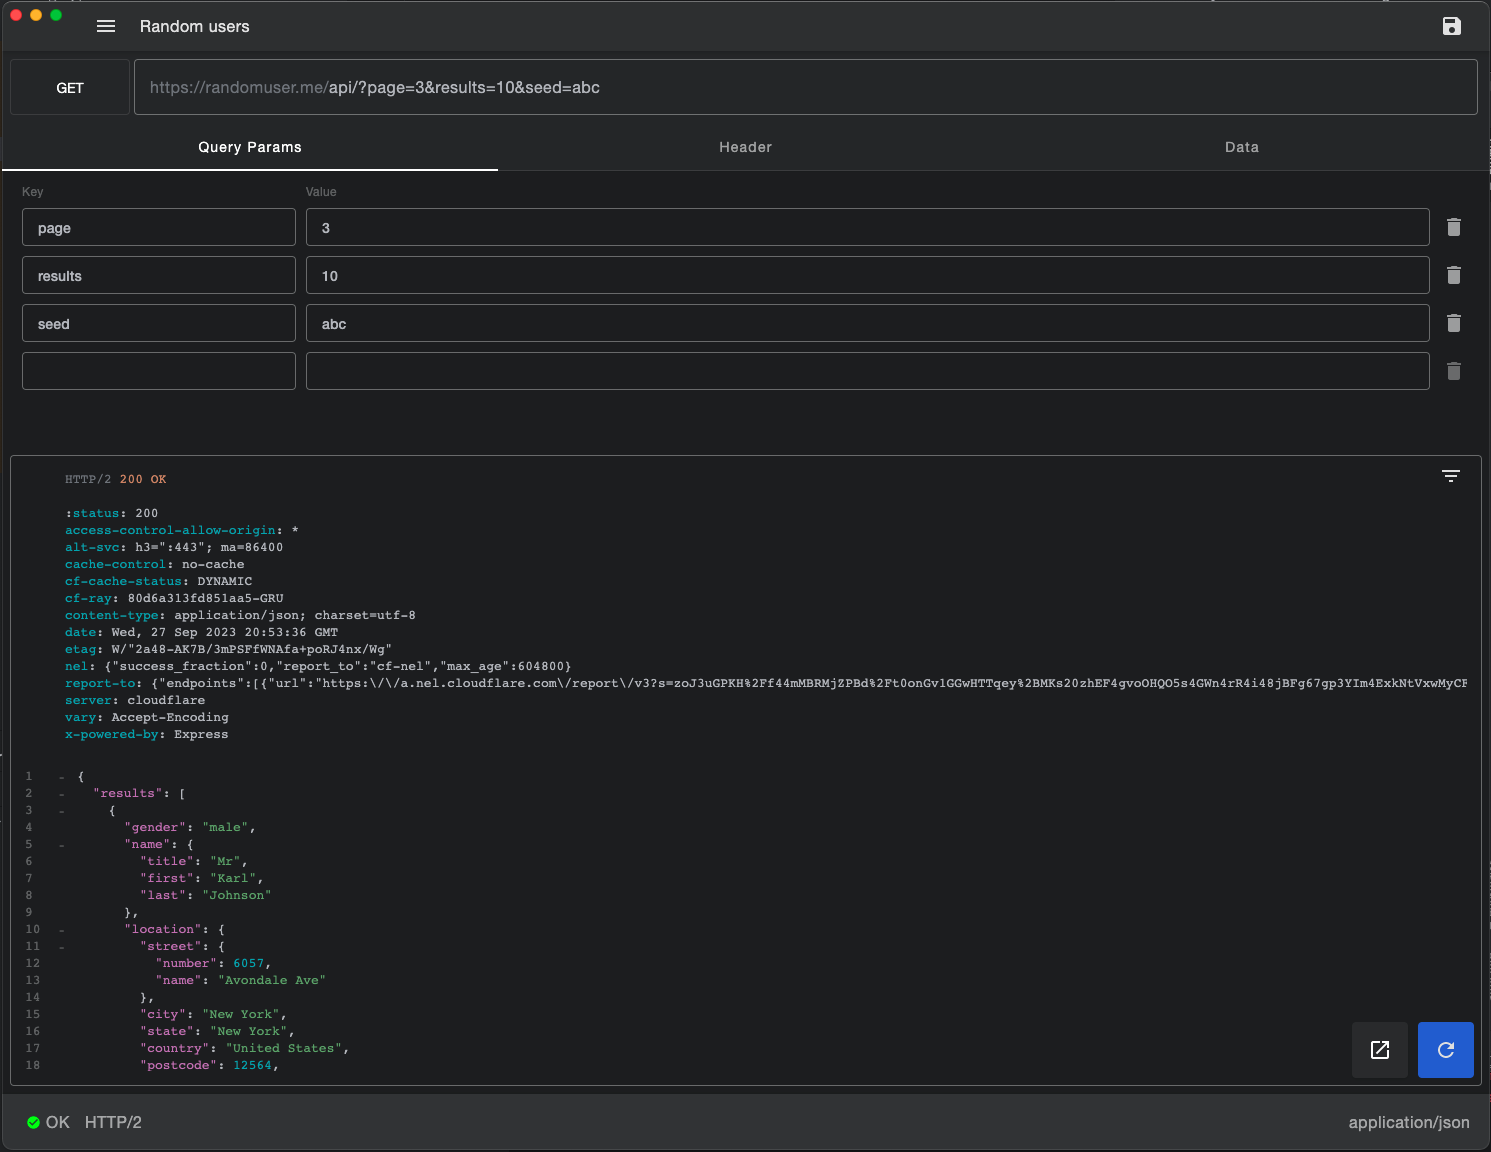 Random users
GET
https://randomuser.me/api/?page=3&results=10&seed=abc
Query Params
Header
Data
Key
Value
page
3
results
10
seed
abc
HTTP/2 200 OK
:status: 200
access-control-allow-origin: *
alt-svc: h3=":443"; ma=86400
cache-control: no-cache
cf-cache-status: DYNAMIC
cf-ray: 80d6a313fd851aa5-GRU
content-type: application/json; charset=utf-8
date: Wed, 27 Sep 2023 20:53:36 GMT
etag: W/"2a48-AK7B/3mPSFfWNAfa+poRJ4nx/Wg"
nel: {"success_fraction":0,"report_to":"cf-nel","max_age":604800}
report-to: {"endpoints":[{"url":"https:\/\/a.nel.cloudflare.com\/report\/v3?s=zoJ3uGPKH%2Ff44mMBRMjZPBd%2Ft0onGvlGGwHTTqey%2BMKs20zhEF4gvoOHQO5s4GWn4rR4i48jBFg67gp3YIm4ExkNtVxwMyCF
server: cloudflare
vary: Accept-Encoding
x-powered-by: Express
1 - {
2 - "results": [
3 - {
4 "gender": "male",
5 - "name": {
6 "title": "Mr",
7 "first": "Karl",
8 "last": "Johnson"
9 },
10 - "location": {
11 - "street": {
12 "number": 6057,
13 "name": "Avondale Ave"
14 },
15 "city": "New York",
16 "state": "New York",
17 "country": "United States",
18 "postcode": 12564,
OK HTTP/2
application/json